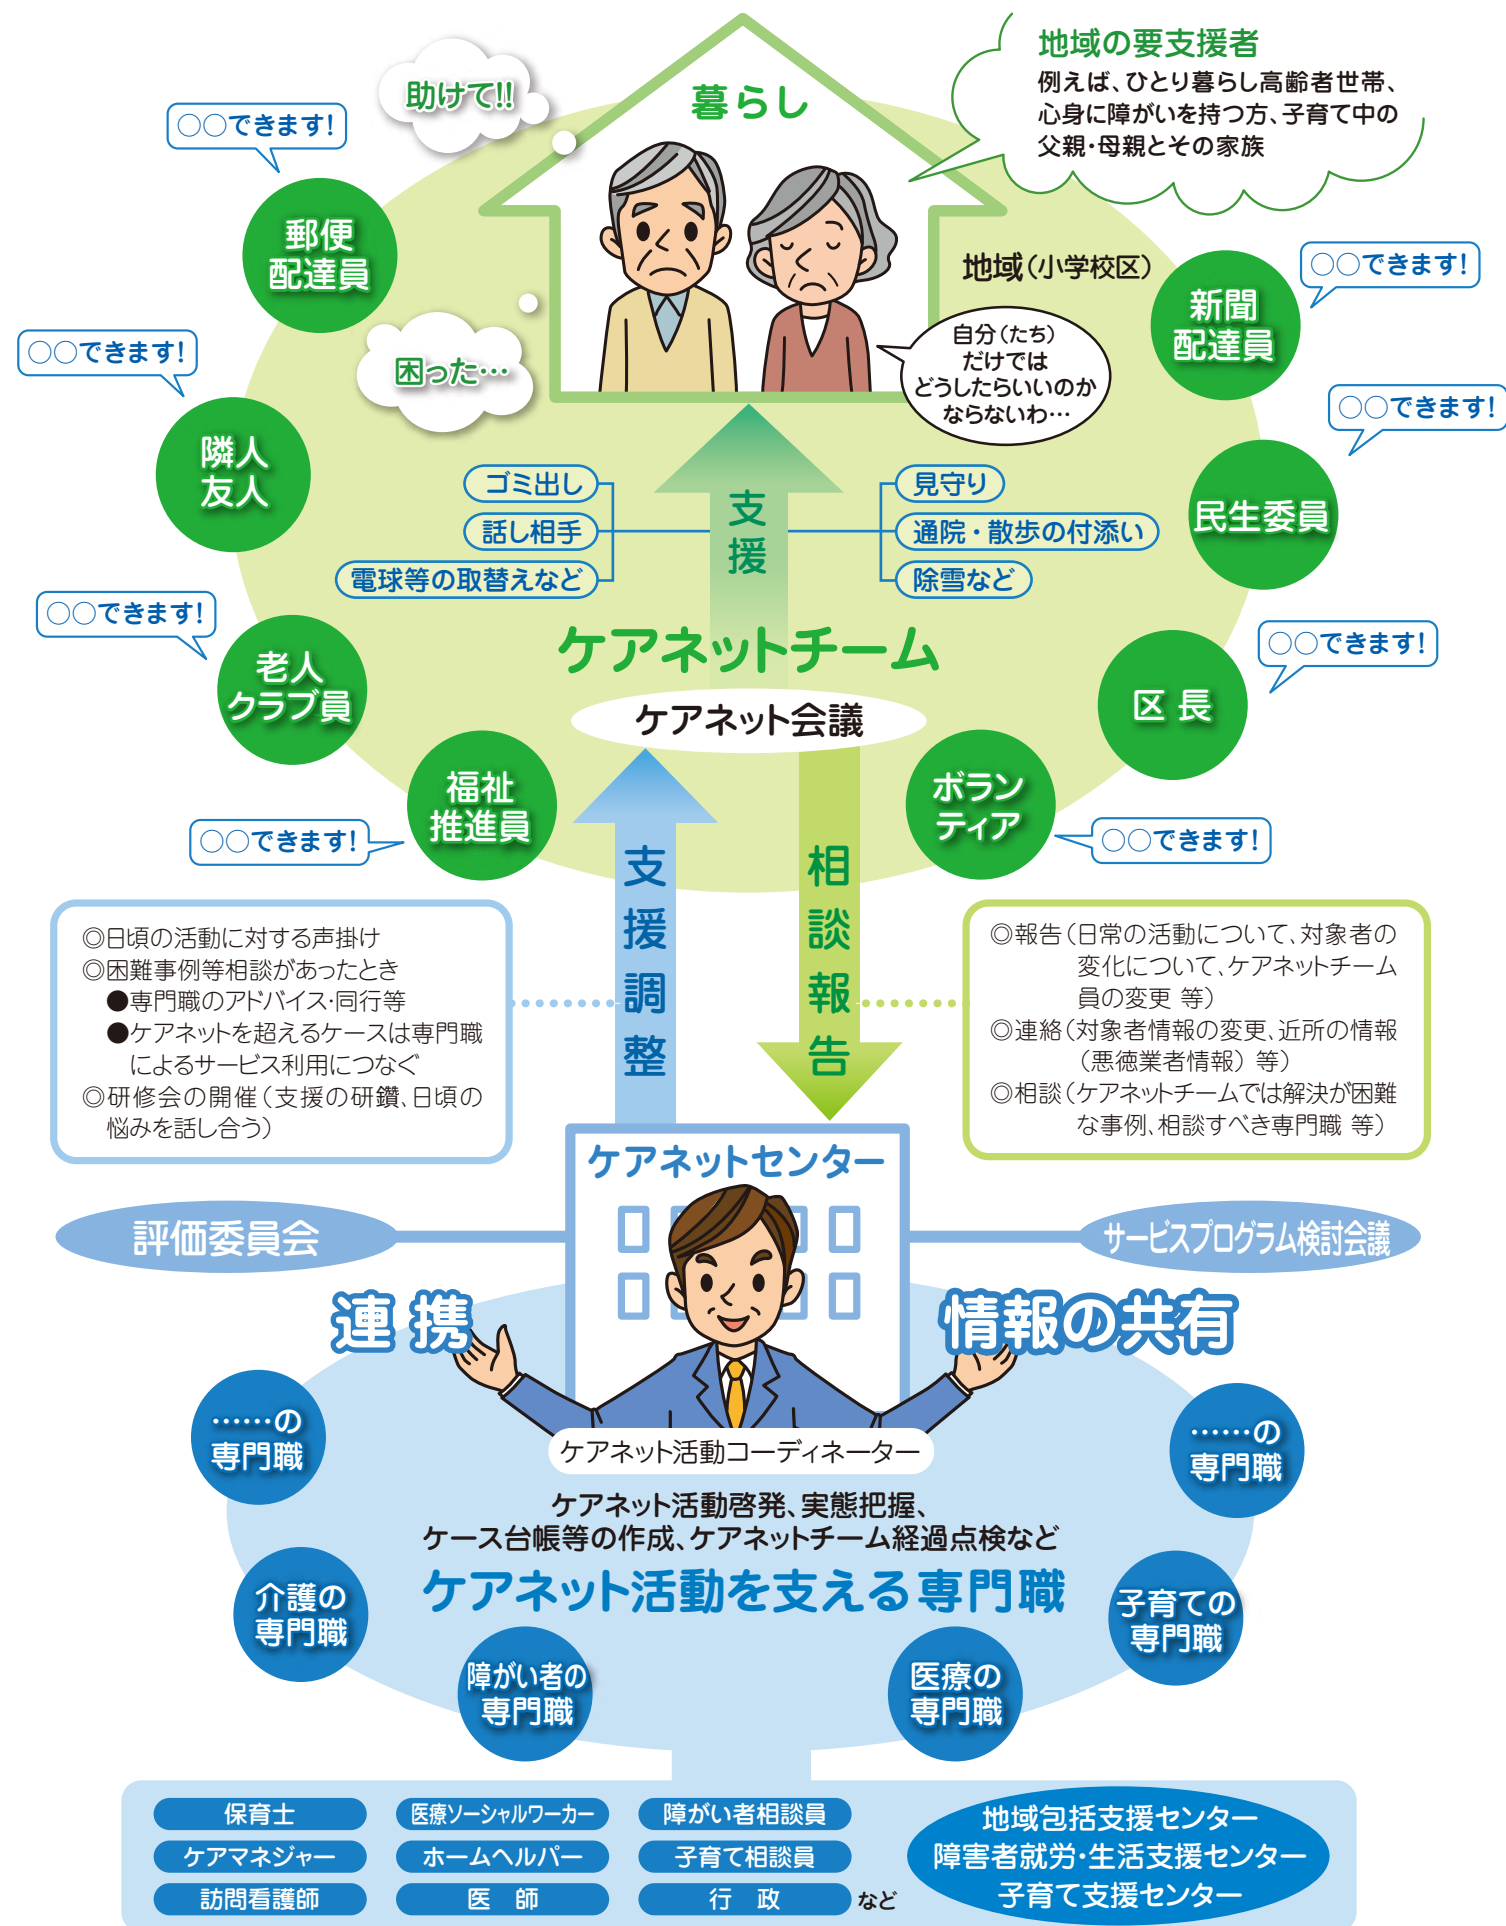 地域の要支援者
例えば、ひとり暮らし高齢者世帯、
心身に障がいを持つ方、子育て中の
父親・母親とその家族
助けて!!
暮らし
○○できます!
郵便
配達員
地域(小学校区)
○○できます!
新聞
配達員
困った…
自分(たち)
だけでは
どうしたらいいのか
ならないわ…
○○できます!
隣人
友人
○○できます!
民生委員
ゴミ出し
話し相手
電球等の取替えなど
支援
見守り
通院・散歩の付添い
除雪など
○○できます!
老人
クラブ員
ケアネットチーム
ケアネット会議
○○できます!
区 長
福祉
推進員
○○できます!
ボラン
ティア
○○できます!
支援調整
相談報告
◎日頃の活動に対する声掛け
◎困難事例等相談があったとき
●専門職のアドバイス・同行等
●ケアネットを超えるケースは専門職
によるサービス利用につなぐ
◎研修会の開催(支援の研鑽、日頃の
悩みを話し合う)
◎報告(日常の活動について、対象者の
変化について、ケアネットチーム
員の変更 等)
◎連絡(対象者情報の変更、近所の情報
(悪徳業者情報) 等)
◎相談(ケアネットチームでは解決が困難
な事例、相談すべき専門職 等)
ケアネットセンター
評価委員会
サービスプログラム検討会議
連携
情報の共有
……の
専門職
……の
専門職
ケアネット活動コーディネーター
ケアネット活動啓発、実態把握、
ケース台帳等の作成、ケアネットチーム経過点検など
ケアネット活動を支える専門職
介護の
専門職
子育ての
専門職
障がい者の
専門職
医療の
専門職
保育士
医療ソーシャルワーカー
障がい者相談員
ケアマネジャー
ホームヘルパー
子育て相談員
訪問看護師
医 師
行 政
など
地域包括支援センター
障害者就労・生活支援センター
子育て支援センター